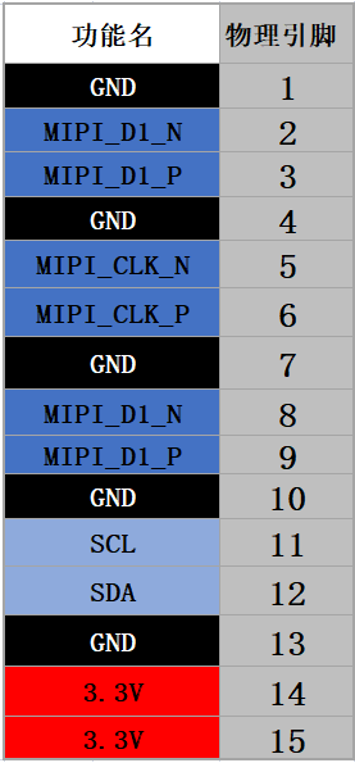 功能名 物理引脚
GND 1
MIPI_D1_N 2
MIPI_D1_P 3
GND 4
MIPI_CLK_N 5
MIPI_CLK_P 6
GND 7
MIPI_D1_N 8
MIPI_D1_P 9
GND 10
SCL 11
SDA 12
GND 13
3.3V 14
3.3V 15